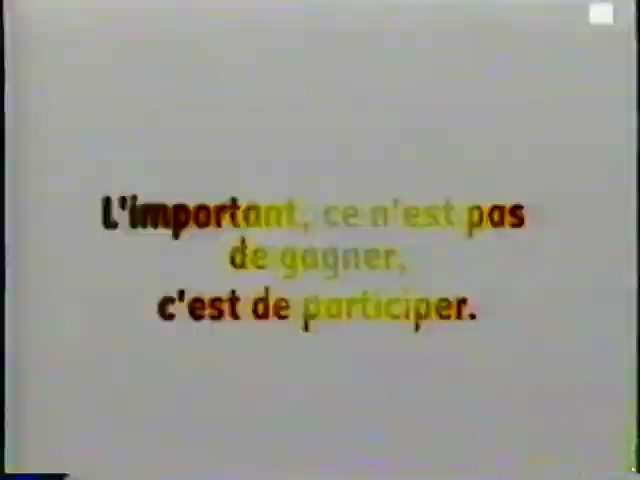 L'important, ce n'est pas
de gagner,
c'est de participer.